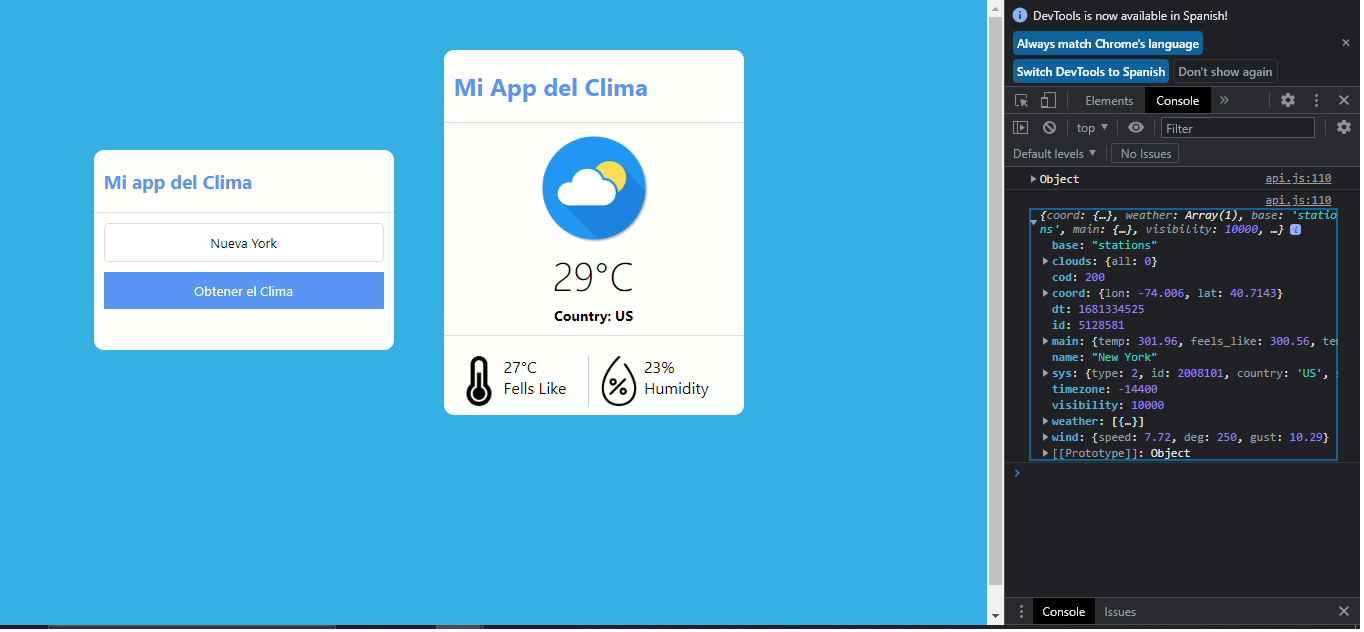 Mi app del Clima
Nueva York
Obtener el Clima
Mi App del Clima
29°C
Country: US
27°C
Fells Like
23%
Humidity
DevTools is now available in Spanish!
Always match Chrome's language
Switch DevTools to Spanish Don't show again
Elements Console »
top ▼ Filter
Default levels ▼ No Issues
▶ Object api.js:110
api.js:110
▼ {coord: {…}, weather: Array(1), base: 'statio
ns', main: {…}, visibility: 10000, …} i
base: "stations"
▶ clouds: {all: 0}
cod: 200
▶ coord: {lon: -74.006, lat: 40.7143}
dt: 1681334525
id: 5128581
▶ main: {temp: 301.96, feels_like: 300.56, te
name: "New York"
▶ sys: {type: 2, id: 2008101, country: 'US',
timezone: -14400
visibility: 10000
▶ weather: [{…}]
▶ wind: {speed: 7.72, deg: 250, gust: 10.29}
▶ [[Prototype]]: Object
>
Console Issues